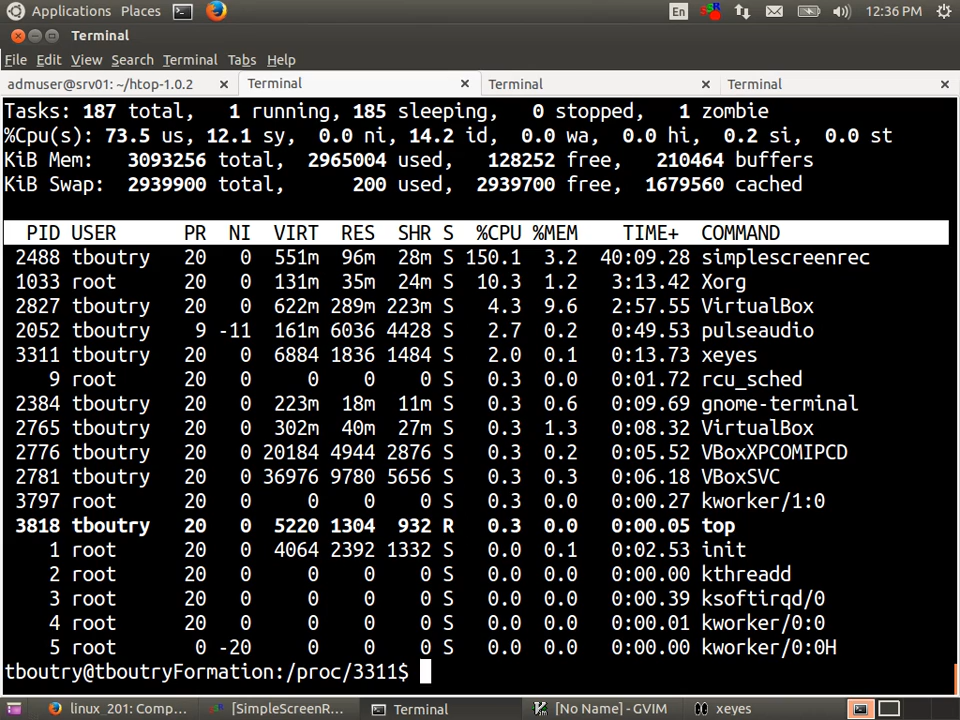 Applications Places En 12:36 PM
Terminal
File Edit View Search Terminal Tabs Help
admuser@srv01: ~/htop-1.0.2 × Terminal × Terminal × Terminal ×
Tasks: 187 total, 1 running, 185 sleeping, 0 stopped, 1 zombie
%Cpu(s): 73.5 us, 12.1 sy, 0.0 ni, 14.2 id, 0.0 wa, 0.0 hi, 0.2 si, 0.0 st
KiB Mem: 3093256 total, 2965004 used, 128252 free, 210464 buffers
KiB Swap: 2939900 total, 200 used, 2939700 free, 1679560 cached
PID USER PR NI VIRT RES SHR S %CPU %MEM TIME+ COMMAND
2488 tboutry 20 0 551m 96m 28m S 150.1 3.2 40:09.28 simplescreenrec
1033 root 20 0 131m 35m 24m S 10.3 1.2 3:13.42 Xorg
2827 tboutry 20 0 622m 289m 223m S 4.3 9.6 2:57.55 VirtualBox
2052 tboutry 9 -11 161m 6036 4428 S 2.7 0.2 0:49.53 pulseaudio
3311 tboutry 20 0 6884 1836 1484 S 2.0 0.1 0:13.73 xeyes
9 root 20 0 0 0 0 S 0.3 0.0 0:01.72 rcu_sched
2384 tboutry 20 0 223m 18m 11m S 0.3 0.6 0:09.69 gnome-terminal
2765 tboutry 20 0 302m 40m 27m S 0.3 1.3 0:08.32 VirtualBox
2776 tboutry 20 0 20184 4944 2876 S 0.3 0.2 0:05.52 VBoxXPCOMIPCD
2781 tboutry 20 0 36976 9780 5656 S 0.3 0.3 0:06.18 VBoxSVC
3797 root 20 0 0 0 0 S 0.3 0.0 0:00.27 kworker/1:0
3818 tboutry 20 0 5220 1304 932 R 0.3 0.0 0:00.05 top
1 root 20 0 4064 2392 1332 S 0.0 0.1 0:02.53 init
2 root 20 0 0 0 0 S 0.0 0.0 0:00.00 kthreadd
3 root 20 0 0 0 0 S 0.0 0.0 0:00.39 ksoftirqd/0
4 root 20 0 0 0 0 S 0.0 0.0 0:00.01 kworker/0:0
5 root 0 -20 0 0 0 S 0.0 0.0 0:00.00 kworker/0:0H
tboutry@tboutryFormation:/proc/3311$
linux_201: Comp... [SimpleScreenR... Terminal [No Name] - GVIM xeyes